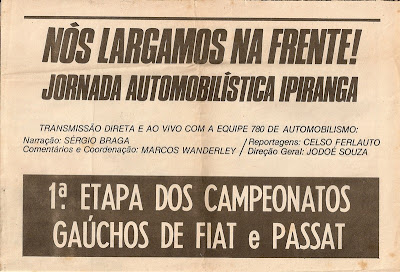 NÓS LARGAMOS NA FRENTE!
JORNADA AUTOMOBILÍSTICA IPIRANGA
TRANSMISSÃO DIRETA E AO VIVO COM A EQUIPE 780 DE AUTOMOBILISMO:
Narração: SÉRGIO BRAGA / Reportagens: CELSO FERLAUTO
Comentários e Coordenação: MARCOS WANDERLEY / Direção Geral: JODOÉ SOUZA
1ª ETAPA DOS CAMPEONATOS
GAÚCHOS DE FIAT e PASSAT